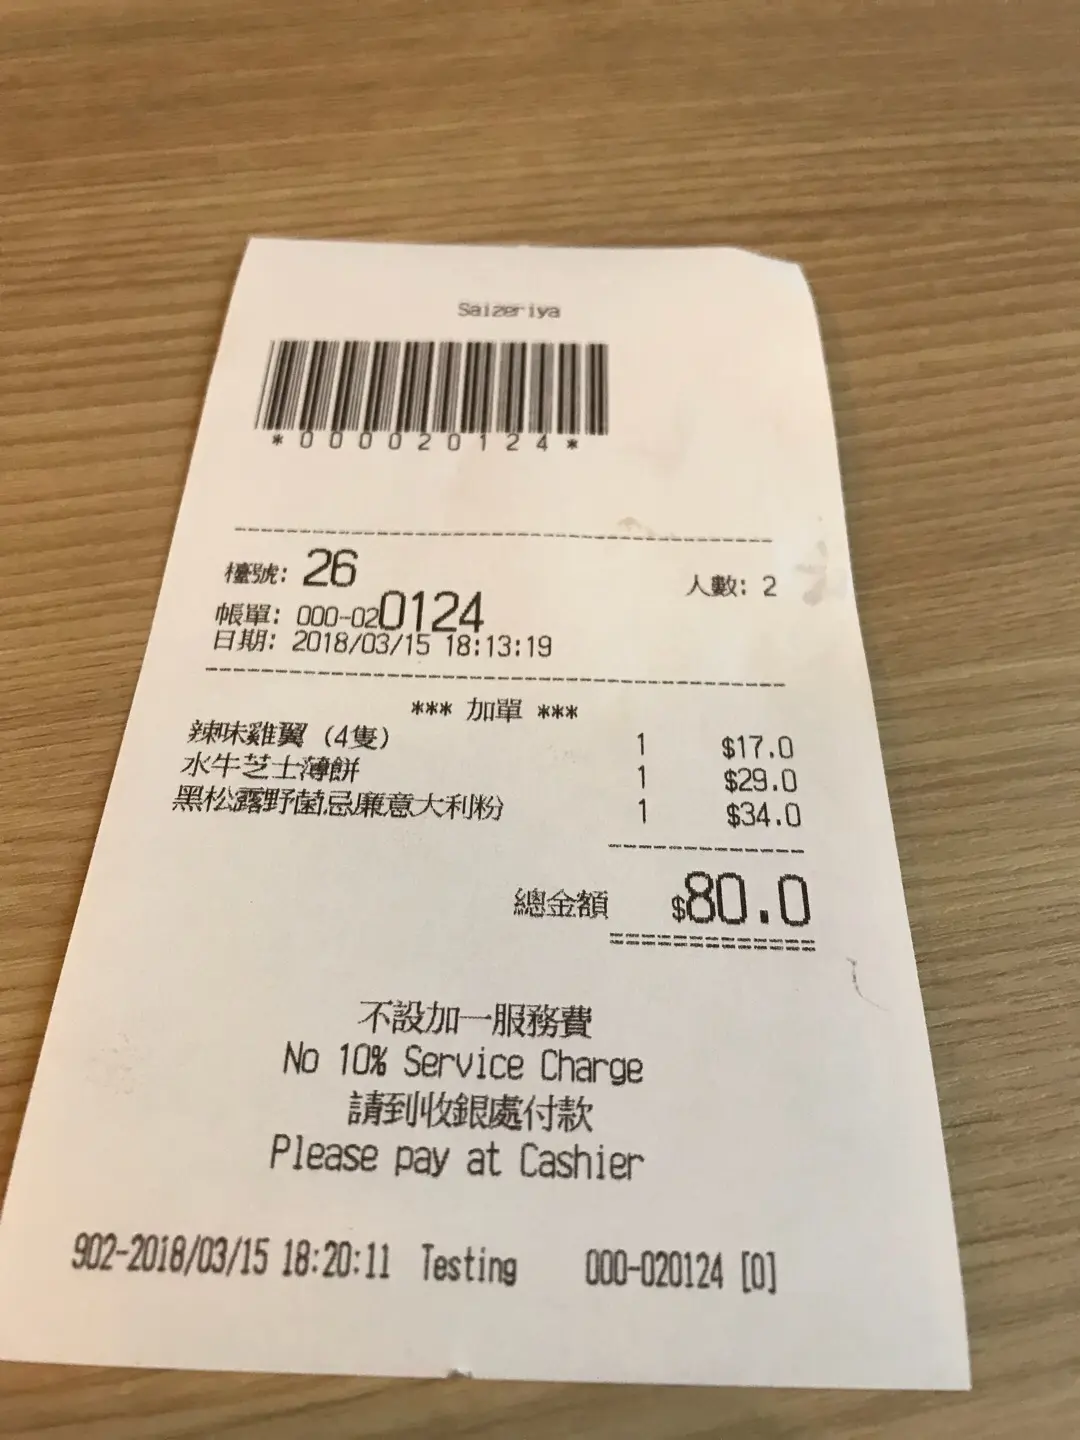 Saizeriya
*000020124*
檯號: 26 人數: 2
帳單: 000-020124
日期: 2018/03/15 18:13:19
*** 加單 ***
辣味雞翼 (4隻) 1 $17.0
水牛芝士薄餅 1 $29.0
黑松露野菌忌廉意大利粉 1 $34.0
總金額 $80.0
不設加一服務費
No 10% Service Charge
請到收銀處付款
Please pay at Cashier
902-2018/03/15 18:20:11 Testing 000-020124 [0]